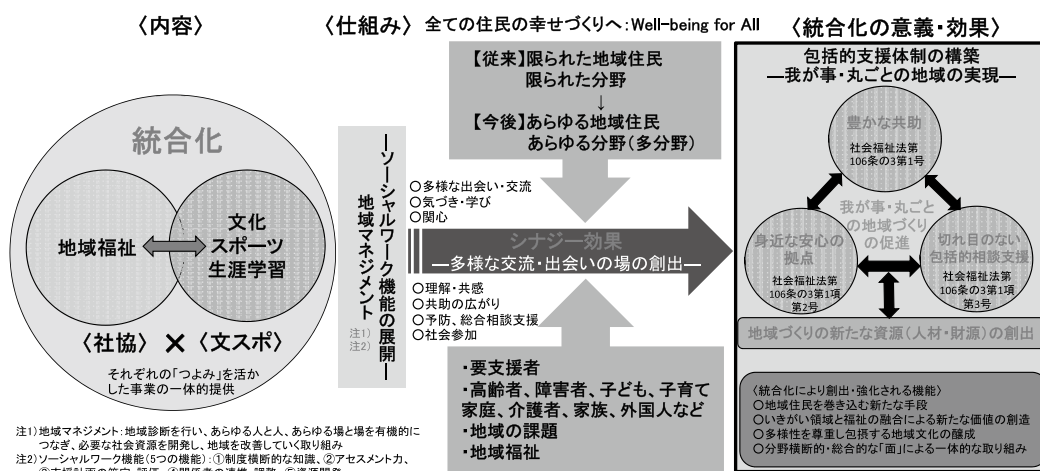 〈内容〉
〈仕組み〉
全ての住民の幸せづくりへ：Well-being for All
〈統合化の意義・効果〉
統合化
地域福祉
文化
スポーツ
生涯学習
〈社協〉 × 〈文スポ〉
それぞれの「つよみ」を活か
した事業の一体的提供
注1）地域マネジメント：地域診断を行い、あらゆる人と人、あらゆる場と場を有機的に
つなぎ、必要な社会資源を開発し、地域を改善していく取り組み
注2）ソーシャルワーク機能（5つの機能）：①制度横断的な知識、②アセスメント力、
③支援計画の策定・評価、④関係者の連携・調整、⑤資源開発
―ソーシャルワーク機能の展開―
地域マネジメント
注1）
注2）
【従来】限られた地域住民
限られた分野
↓
【今後】あらゆる地域住民
あらゆる分野（多分野）
○多様な出会い・交流
○気づき・学び
○関心
シナジー効果
―多様な交流・出会いの場の創出―
○理解・共感
○共助の広がり
○予防、総合相談支援
○社会参加
・要支援者
・高齢者、障害者、子ども、子育て
家庭、介護者、家族、外国人など
・地域の課題
・地域福祉
包括的支援体制の構築
―我が事・丸ごとの地域の実現―
豊かな共助
社会福祉法第
106条の3第1号
我が事・丸ごと
の地域づくり
の促進
身近な安心の
拠点
社会福祉法第
106条の3第1項
第2号
切れ目のない
包括的相談支援
社会福祉法第
106条の3第1項
第3号
地域づくりの新たな資源（人材・財源）の創出
〈統合化により創出・強化される機能〉
○地域住民を巻き込む新たな手段
○いきがい領域と福祉の融合による新たな価値の創造
○多様性を尊重し包摂する地域文化の醸成
○分野横断的・総合的な「面」による一体的な取り組み